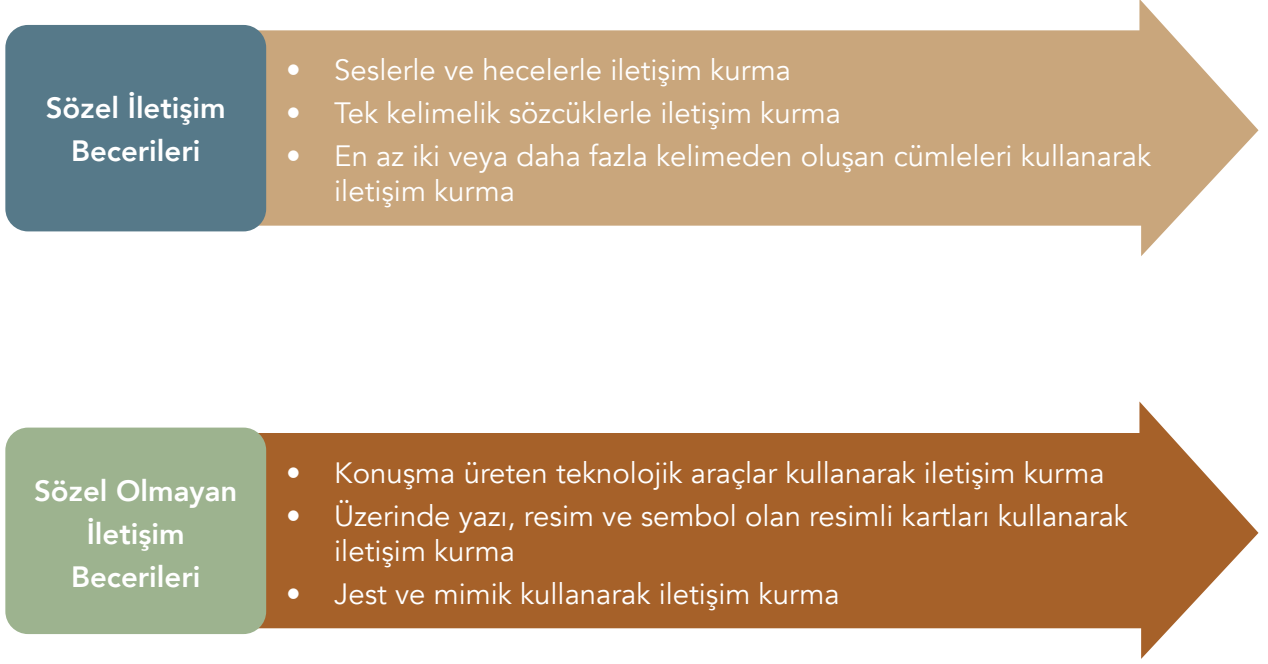 Sözel İletişim
Becerileri
• Seslerle ve hecelerle iletişim kurma
• Tek kelimelik sözcüklerle iletişim kurma
• En az iki veya daha fazla kelimeden oluşan cümleleri kullanarak
iletişim kurma
Sözel Olmayan
İletişim
Becerileri
• Konuşma üreten teknolojik araçlar kullanarak iletişim kurma
• Üzerinde yazı, resim ve sembol olan resimli kartları kullanarak
iletişim kurma
• Jest ve mimik kullanarak iletişim kurma